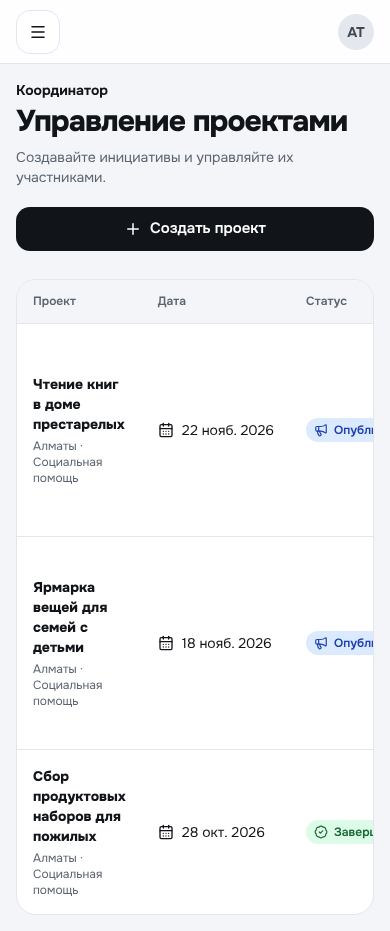 AT
Координатор
Управление проектами
Создавайте инициативы и управляйте их
участниками.
Создать проект
Проект Дата Статус
Чтение книг
в доме
престарелых
Алматы ·
Социальная
помощь
22 нояб. 2026
Ярмарка
вещей для
семей с
детьми
Алматы ·
Социальная
помощь
18 нояб. 2026
Сбор
продуктовых
наборов для
пожилых
Алматы ·
Социальная
помощь
28 окт. 2026